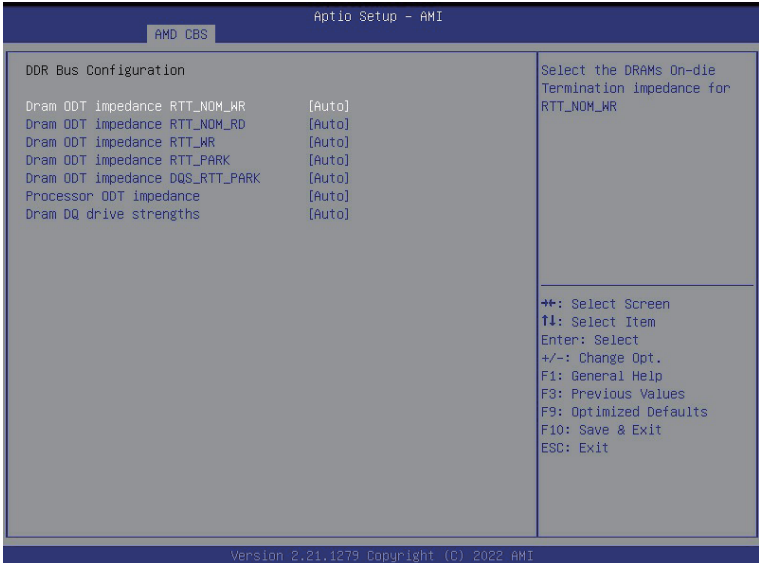 Aptio Setup - AMI
AMD CBS
DDR Bus Configuration
Dram ODT impedance RTT_NOM_WR [Auto]
Dram ODT impedance RTT_NOM_RD [Auto]
Dram ODT impedance RTT_WR [Auto]
Dram ODT impedance RTT_PARK [Auto]
Dram ODT impedance DQS_RTT_PARK [Auto]
Processor ODT impedance [Auto]
Dram DQ drive strengths [Auto]
Select the DRAMs On-die
Termination impedance for
RTT_NOM_WR
→←: Select Screen
↑↓: Select Item
Enter: Select
+/-: Change Opt.
F1: General Help
F3: Previous Values
F9: Optimized Defaults
F10: Save & Exit
ESC: Exit
Version 2.21.1279 Copyright (C) 2022 AMI